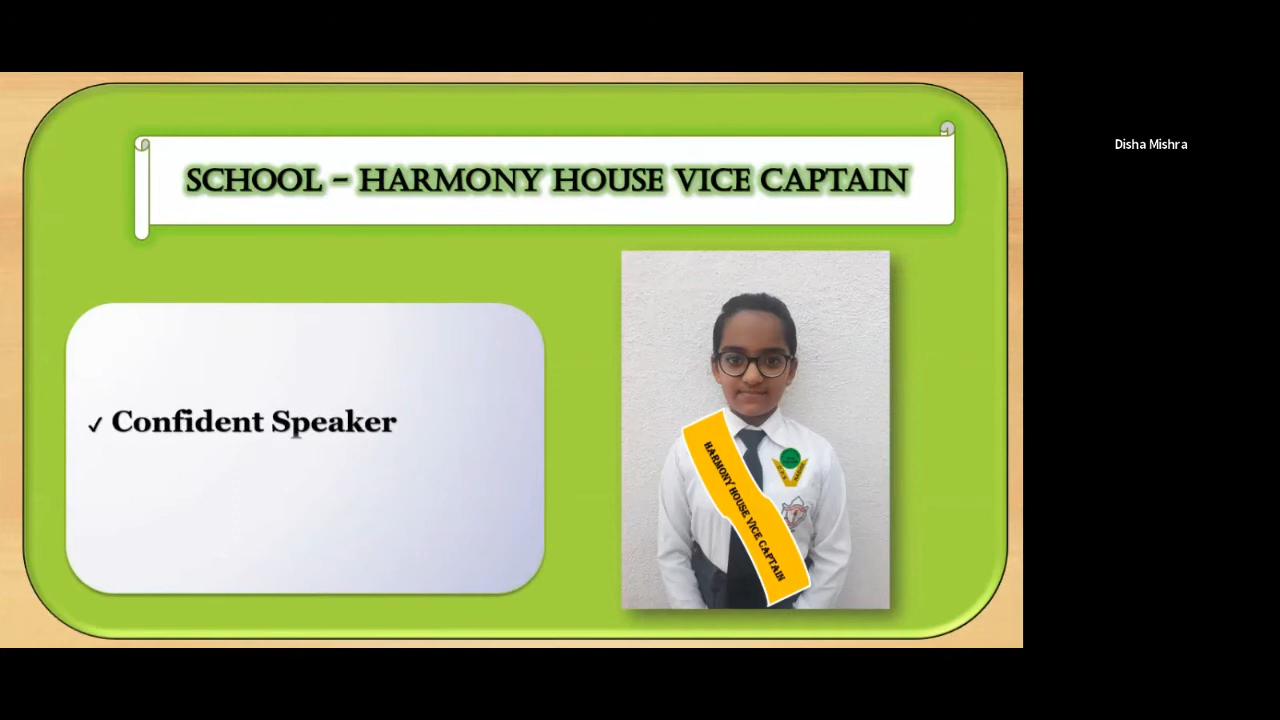 SCHOOL – HARMONY HOUSE VICE CAPTAIN
Disha Mishra
✓ Confident Speaker
HARMONY HOUSE VICE CAPTAIN